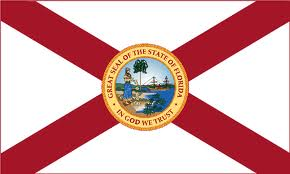 GREAT SEAL OF THE STATE OF FLORIDA
IN GOD WE TRUST